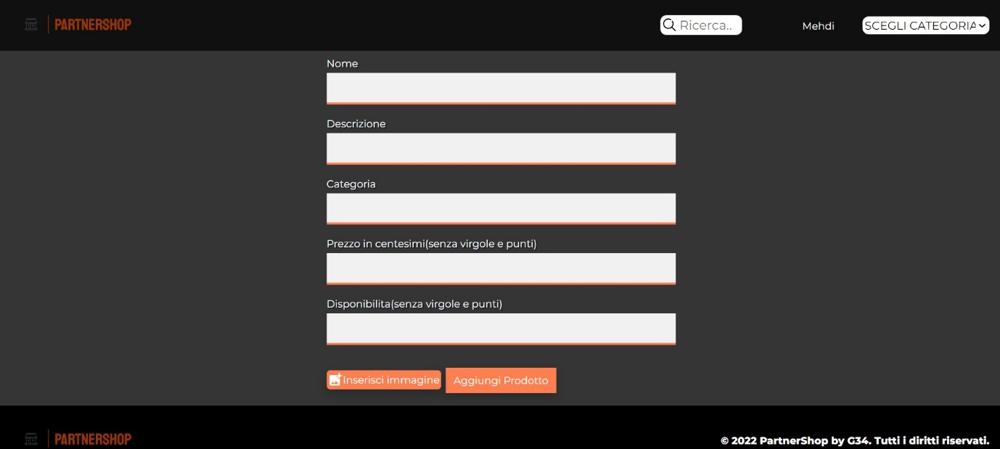 PARTNERSHOP
Ricerca..
Mehdi
SCEGLI CATEGORIA
Nome
Descrizione
Categoria
Prezzo in centesimi(senza virgole e punti)
Disponibilita(senza virgole e punti)
Inserisci immagine
Aggiungi Prodotto
PARTNERSHOP
© 2022 PartnerShop by G34. Tutti i diritti riservati.